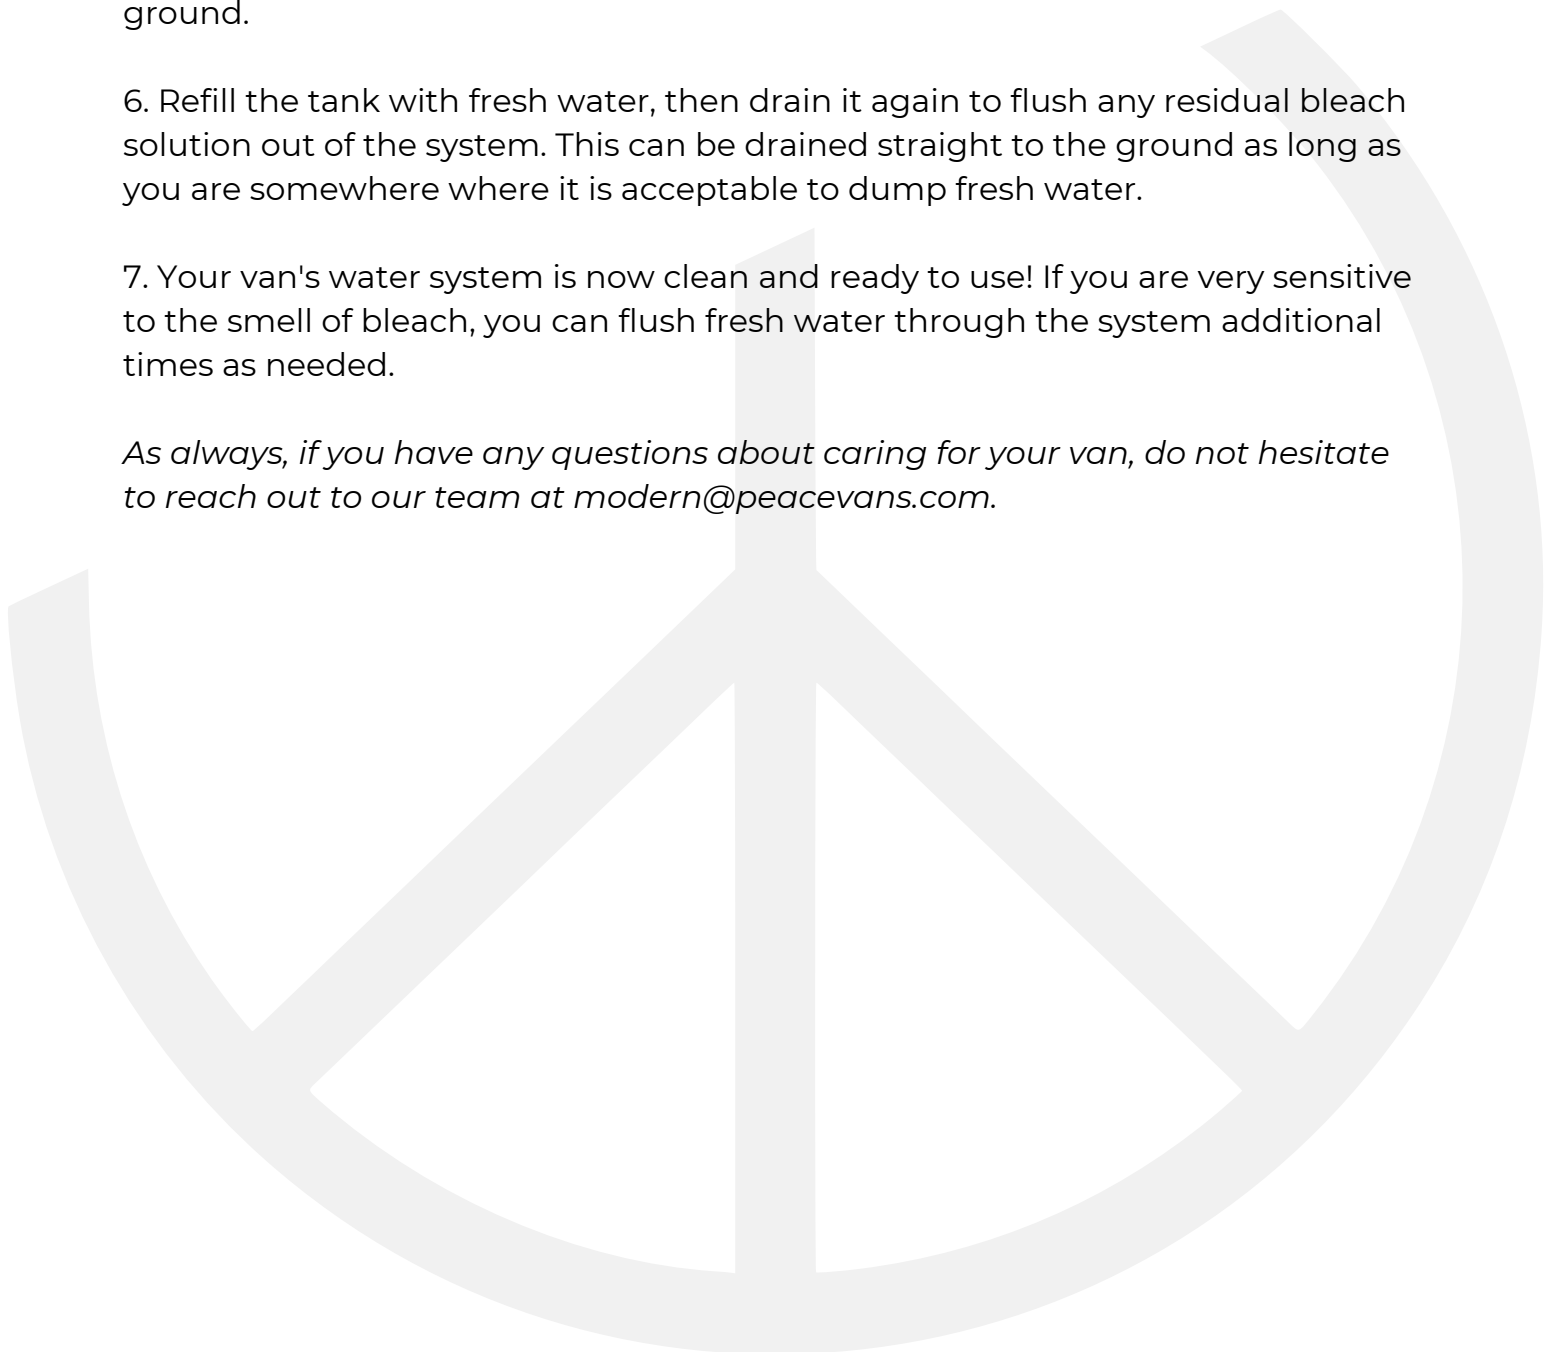 ground.
6. Refill the tank with fresh water, then drain it again to flush any residual bleach
solution out of the system. This can be drained straight to the ground as long as
you are somewhere where it is acceptable to dump fresh water.
7. Your van's water system is now clean and ready to use! If you are very sensitive
to the smell of bleach, you can flush fresh water through the system additional
times as needed.
As always, if you have any questions about caring for your van, do not hesitate
to reach out to our team at modern@peacevans.com.